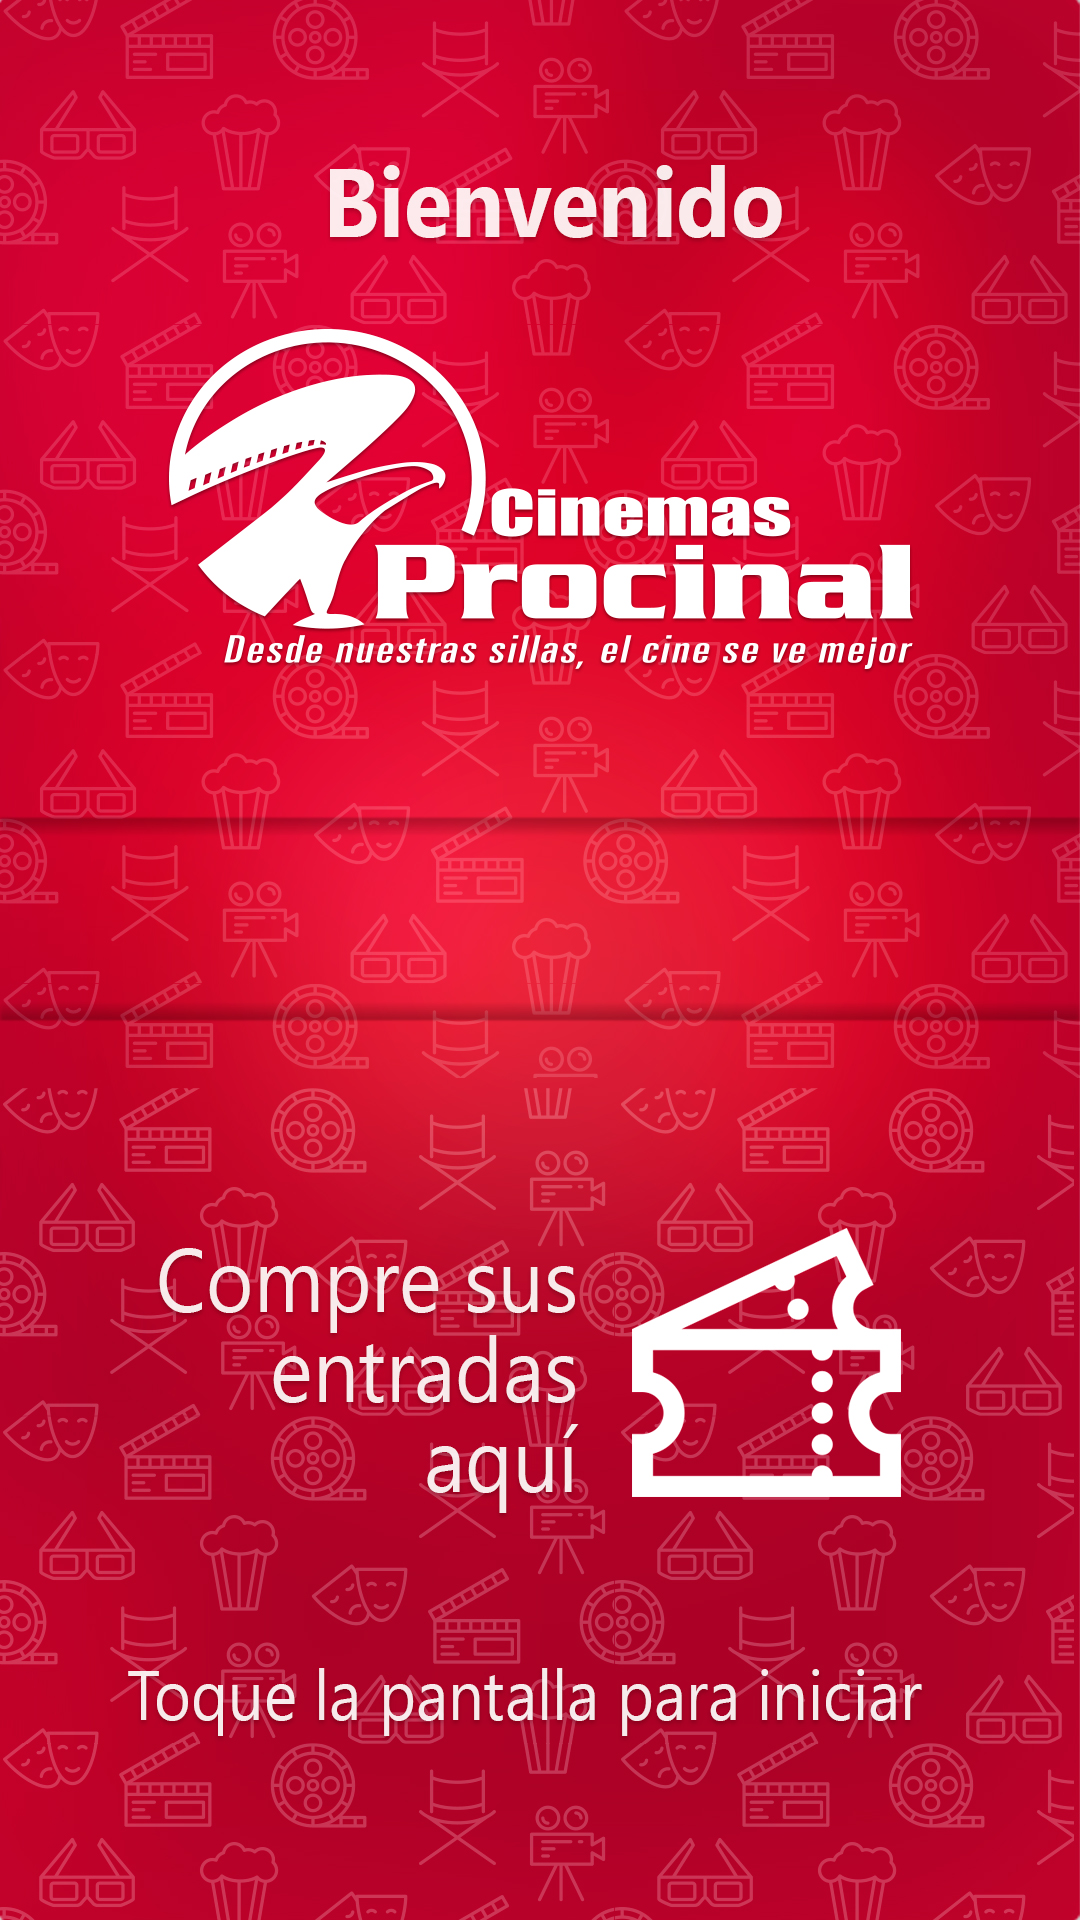 Bienvenido
Cinemas
Procinal
Desde nuestras sillas, el cine se ve mejor
Compre sus
entradas
aquí
Toque la pantalla para iniciar